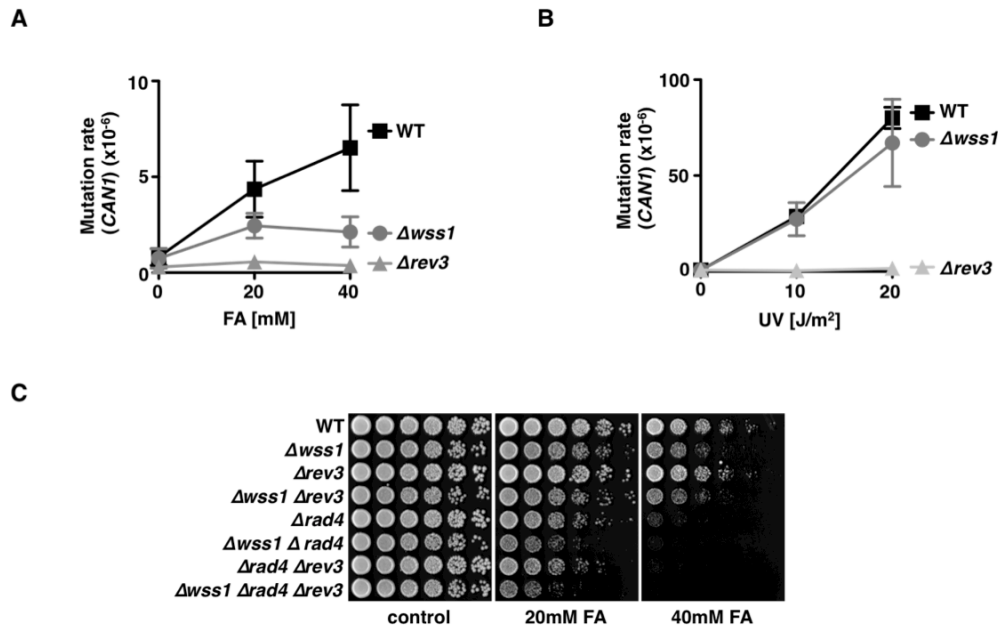 A
B
10
5
0
0
20
40
Mutation rate
(CAN1) (x10-6)
FA [mM]
WT
Δwss1
Δrev3
100
50
0
0
10
20
Mutation rate
(CAN1) (x10-6)
UV [J/m2]
WT
Δwss1
Δrev3
C
WT
Δwss1
Δrev3
Δwss1 Δrev3
Δrad4
Δwss1 Δ rad4
Δrad4 Δrev3
Δwss1 Δrad4 Δrev3
control
20mM FA
40mM FA